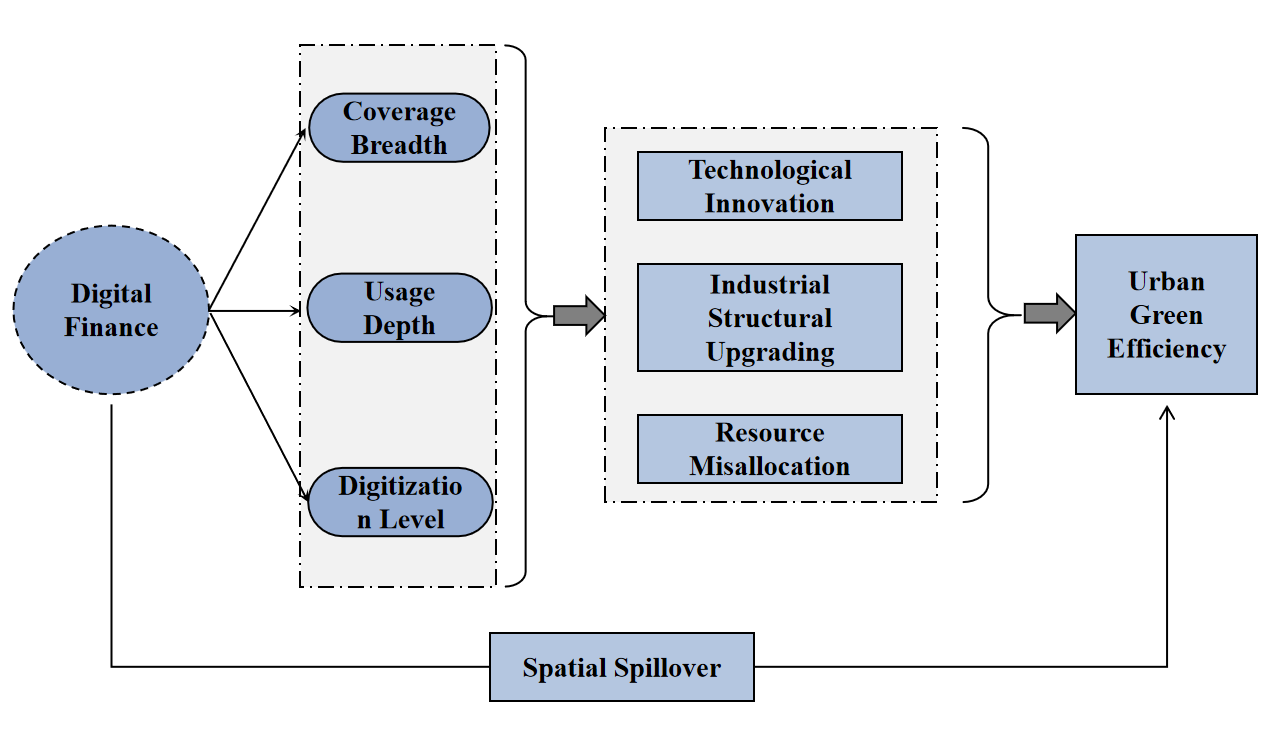 Digital
Finance
Coverage
Breadth
Usage
Depth
Digitizatio
n Level
Technological
Innovation
Industrial
Structural
Upgrading
Resource
Misallocation
Urban
Green
Efficiency
Spatial Spillover